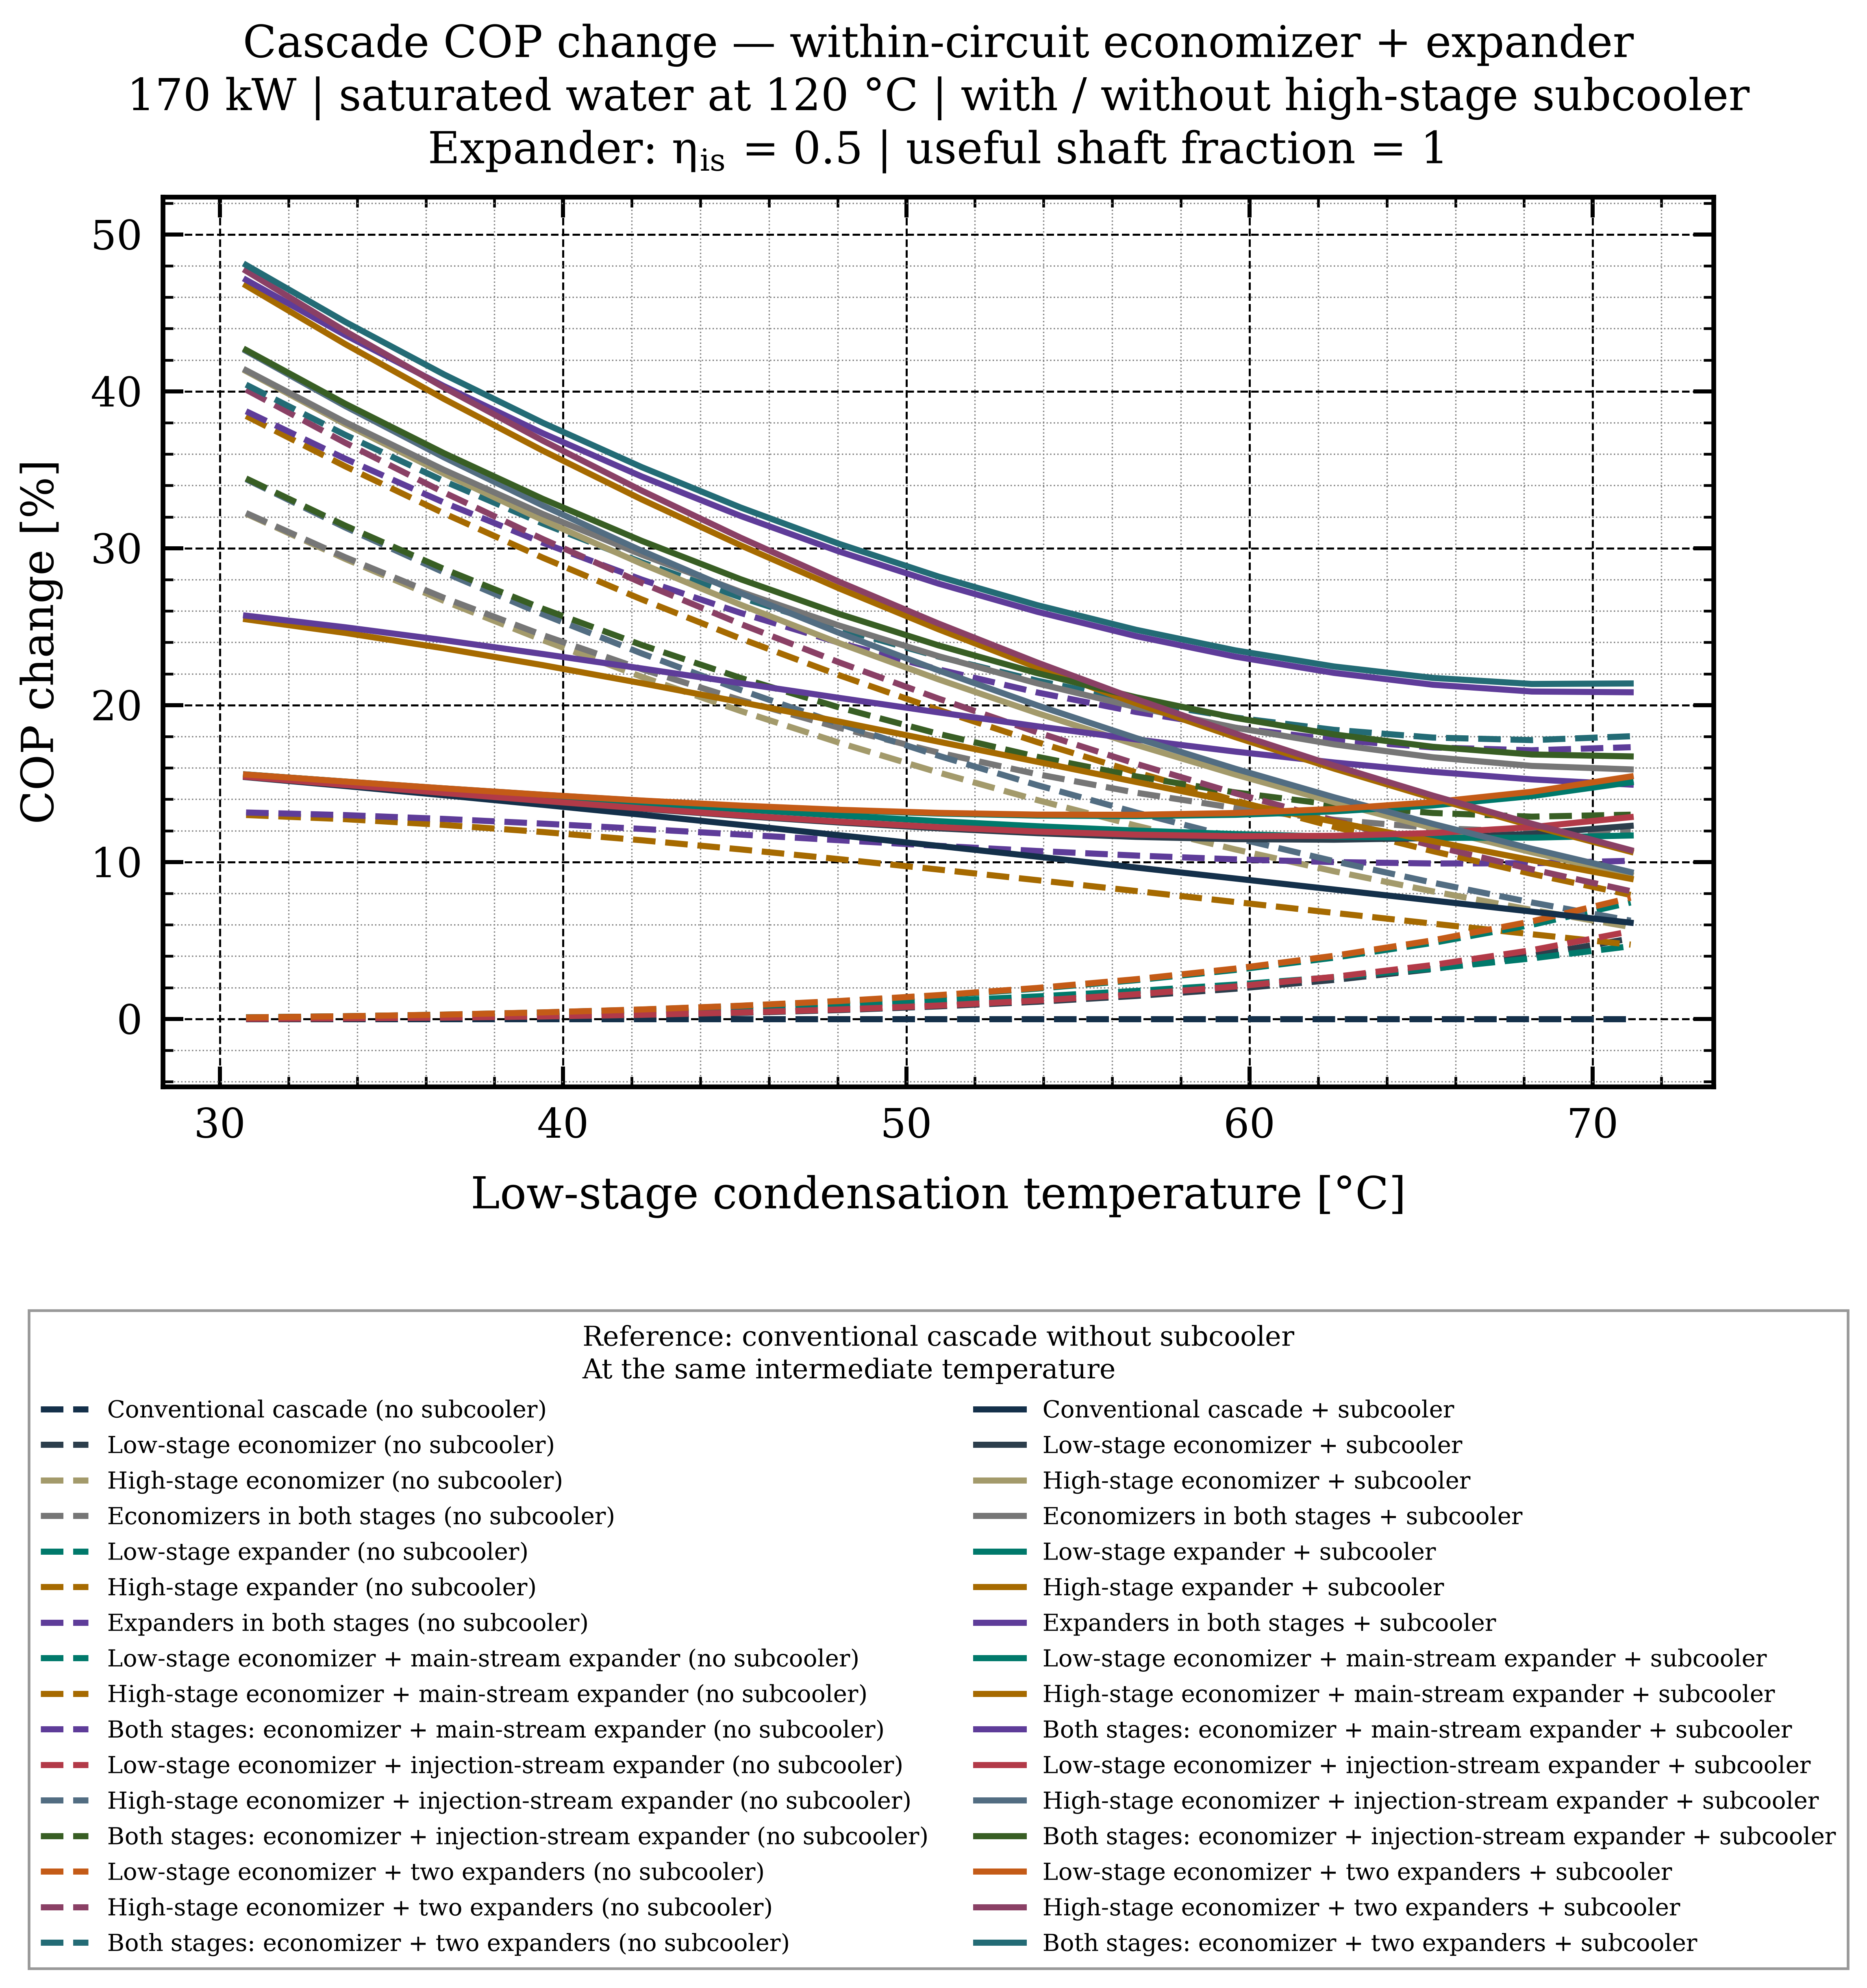 Cascade COP change — within-circuit economizer + expander
170 kW | saturated water at 120 °C | with / without high-stage subcooler
Expander: ηis = 0.5 | useful shaft fraction = 1
COP change [%]
50
40
30
20
10
0
30 40 50 60 70
Low-stage condensation temperature [°C]
Reference: conventional cascade without subcooler
At the same intermediate temperature
Conventional cascade (no subcooler)
Low-stage economizer (no subcooler)
High-stage economizer (no subcooler)
Economizers in both stages (no subcooler)
Low-stage expander (no subcooler)
High-stage expander (no subcooler)
Expanders in both stages (no subcooler)
Low-stage economizer + main-stream expander (no subcooler)
High-stage economizer + main-stream expander (no subcooler)
Both stages: economizer + main-stream expander (no subcooler)
Low-stage economizer + injection-stream expander (no subcooler)
High-stage economizer + injection-stream expander (no subcooler)
Both stages: economizer + injection-stream expander (no subcooler)
Low-stage economizer + two expanders (no subcooler)
High-stage economizer + two expanders (no subcooler)
Both stages: economizer + two expanders (no subcooler)
Conventional cascade + subcooler
Low-stage economizer + subcooler
High-stage economizer + subcooler
Economizers in both stages + subcooler
Low-stage expander + subcooler
High-stage expander + subcooler
Expanders in both stages + subcooler
Low-stage economizer + main-stream expander + subcooler
High-stage economizer + main-stream expander + subcooler
Both stages: economizer + main-stream expander + subcooler
Low-stage economizer + injection-stream expander + subcooler
High-stage economizer + injection-stream expander + subcooler
Both stages: economizer + injection-stream expander + subcooler
Low-stage economizer + two expanders + subcooler
High-stage economizer + two expanders + subcooler
Both stages: economizer + two expanders + subcooler